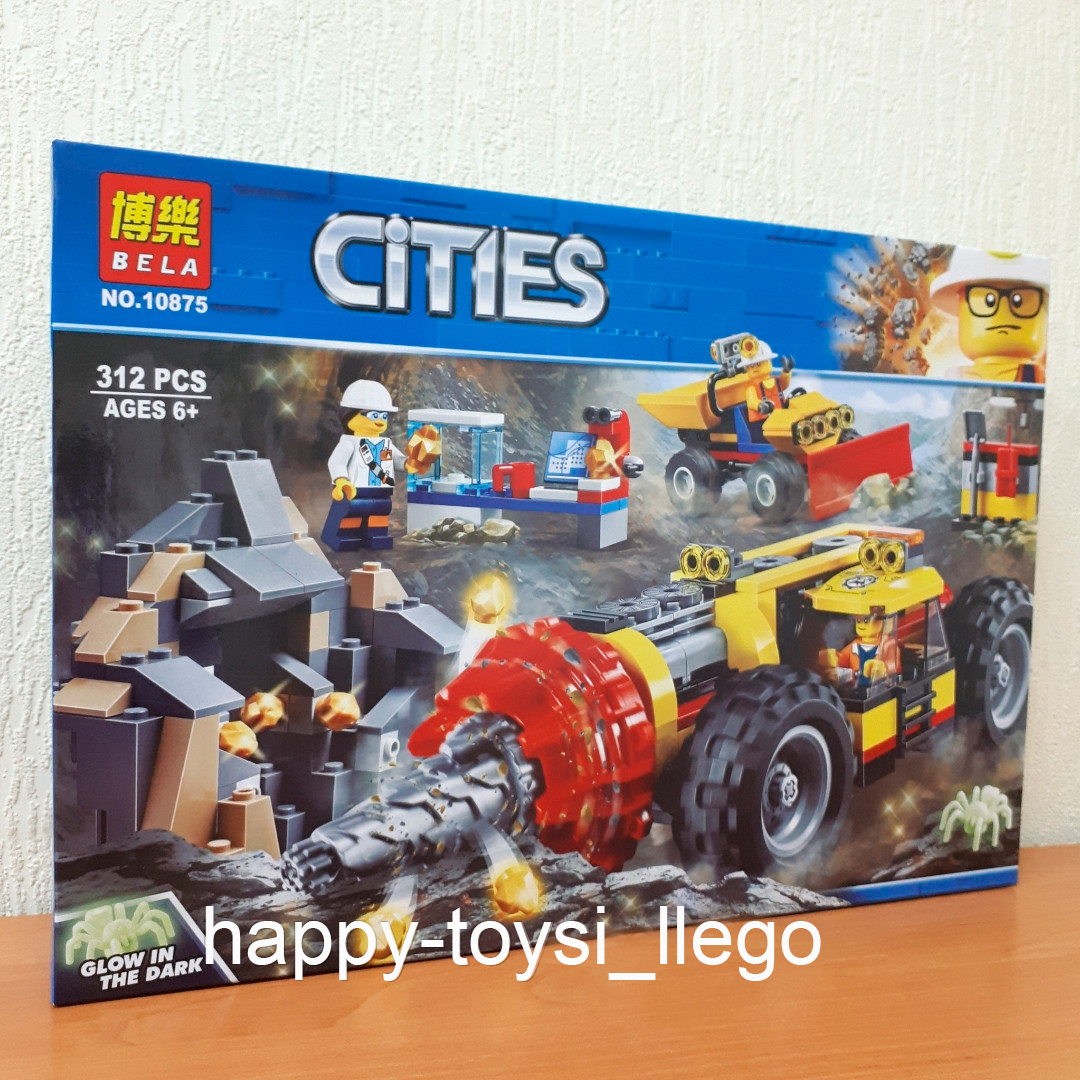 博樂
BELA
NO.10875
CiTIES
312 PCS
AGES 6+
GLOW IN
THE DARK
happy-toysi_llego